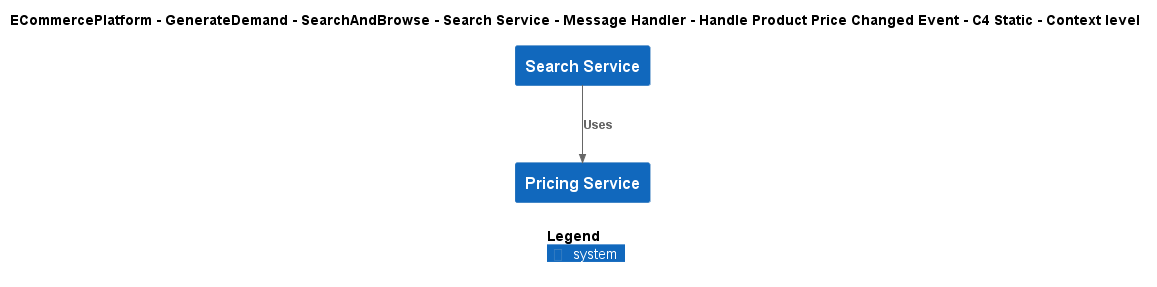 ECommercePlatform - GenerateDemand - SearchAndBrowse - Search Service - Message Handler - Handle Product Price Changed Event - C4 Static - Context level
Search Service
Uses
Pricing Service
Legend
system